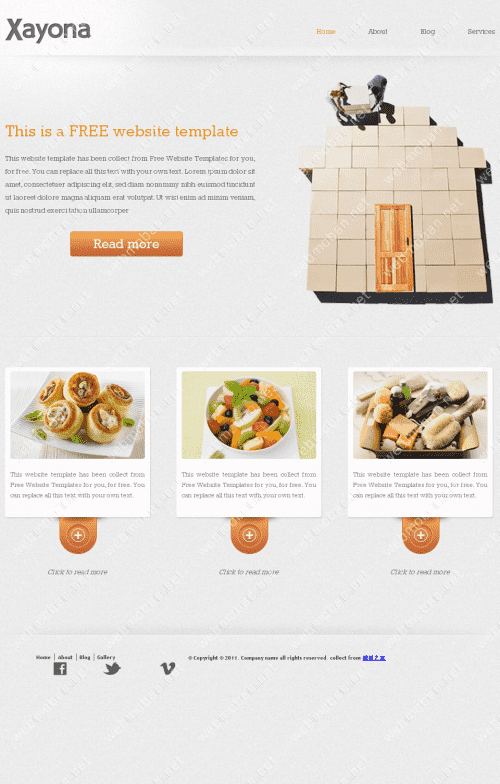 Xayona
Home About Blog Services
This is a FREE website template
This website template has been collect from Free Website Templates for you,
for free. You can replace all this text with your own text. Lorem ipsum dolor sit
amet, consectetuer adipiscing elit, sed diam nonummy nibh euismod tincidunt
ut laoreet dolore magna aliquam erat volutpat. Ut wisi enim ad minim veniam,
quis nostrud exerci tation ullamcorper
Read more
This website template has been collect
from Free Website Templates for you, for
free. You can replace all this text with your
own text.
This website template has been collect from
Free Website Templates for you, for free. You
can replace all this text with your own text.
This website template has been collect from
Free Website Templates for you, for free. You
can replace all this text with your own text.
Click to read more
Click to read more
Click to read more
Home | About | Blog | Gallery
© Copyright © 2011. Company name all rights reserved. collect from